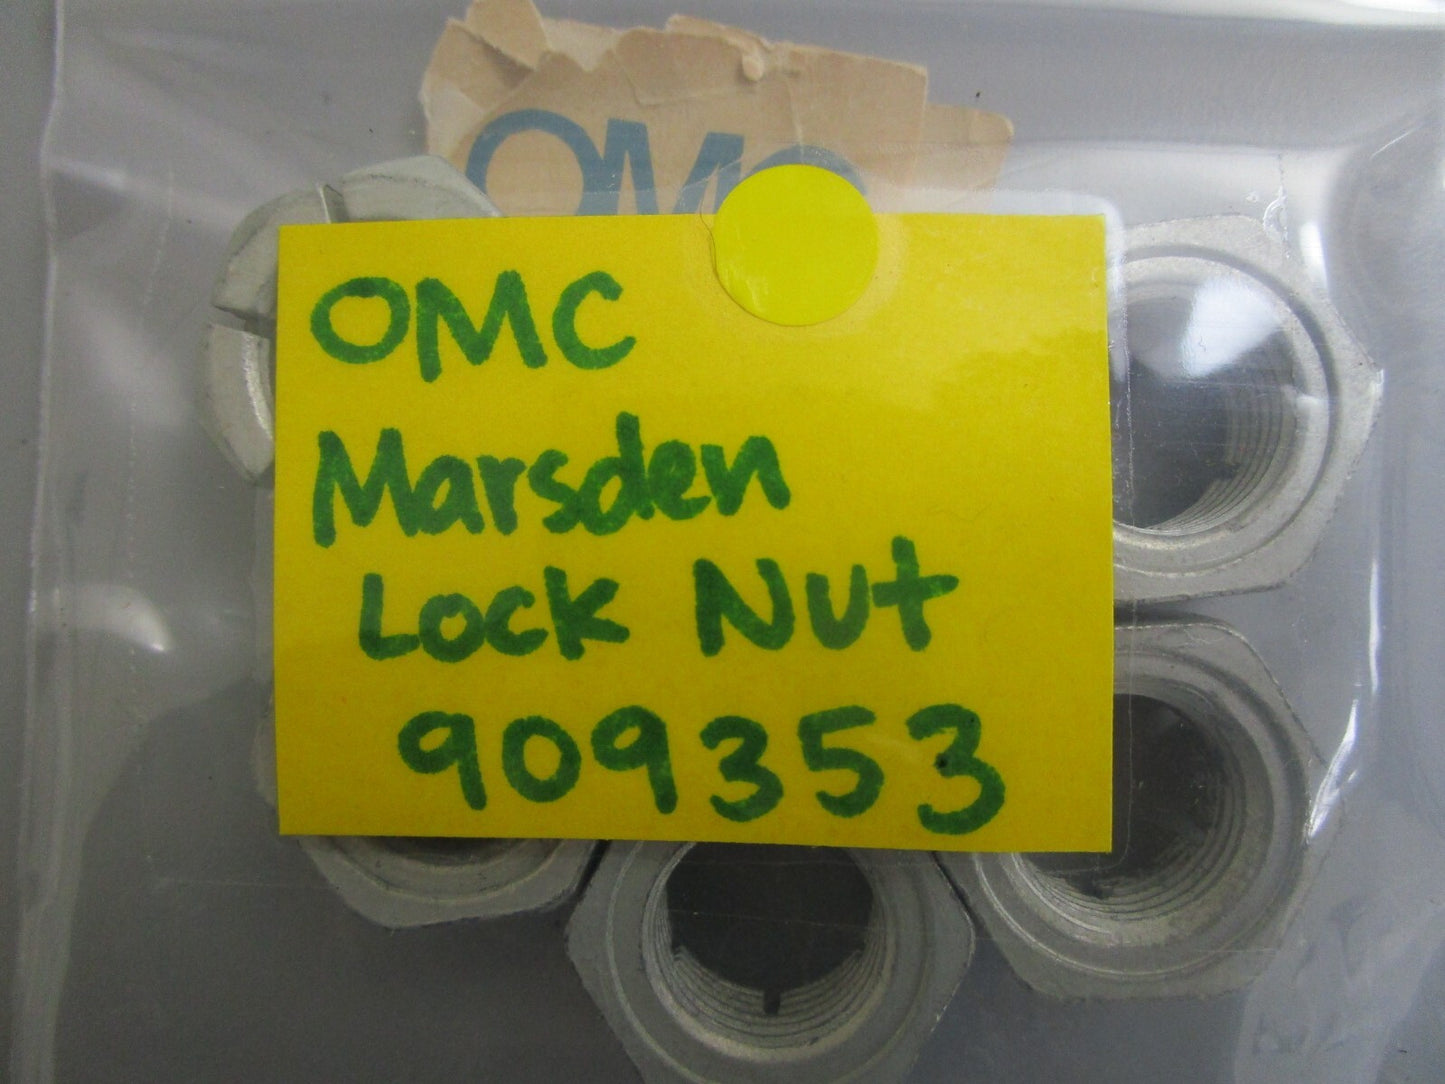 OMC
OMC
Marsden
Lock Nut
909353